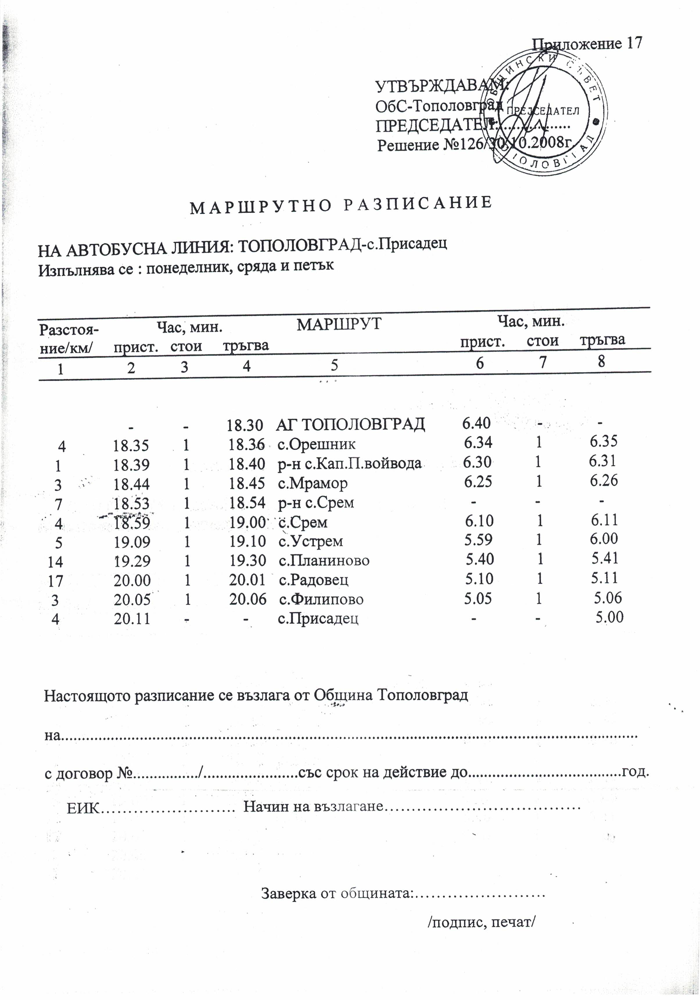 Приложение 17
УТВЪРЖДАВАМ:
ОбС-Тополовград
ПРЕДСЕДАТЕЛ:...............
Решение №126/30.10.2008г.
ОБЩИНСКИ СЪВЕТ
ПРЕДСЕДАТЕЛ
ТОПОЛОВГРАД
МАРШРУТНО РАЗПИСАНИЕ
НА АВТОБУСНА ЛИНИЯ: ТОПОЛОВГРАД-с.Присадец
Изпълнява се : понеделник, сряда и петък
Разстоя- Час, мин. МАРШРУТ Час, мин.
ние/км/ прист. стои тръгва прист. стои тръгва
1 2 3 4 5 6 7 8
- - 18.30 АГ ТОПОЛОВГРАД 6.40 - -
4 18.35 1 18.36 с.Орешник 6.34 1 6.35
1 18.39 1 18.40 р-н с.Кап.П.войвода 6.30 1 6.31
3 18.44 1 18.45 с.Мрамор 6.25 1 6.26
7 18.53 1 18.54 р-н с.Срем - - -
4 18.59 1 19.00 с.Срем 6.10 1 6.11
5 19.09 1 19.10 с.Устрем 5.59 1 6.00
14 19.29 1 19.30 с.Планиново 5.40 1 5.41
17 20.00 1 20.01 с.Радовец 5.10 1 5.11
3 20.05 1 20.06 с.Филипово 5.05 1 5.06
4 20.11 - - с.Присадец - - 5.00
Настоящото разписание се възлага от Община Тополовград
на....................................................................................................
с договор №................/.......................със срок на действие до.....................................год.
ЕИК......................... Начин на възлагане....................................
Заверка от общината:........................
/подпис, печат/